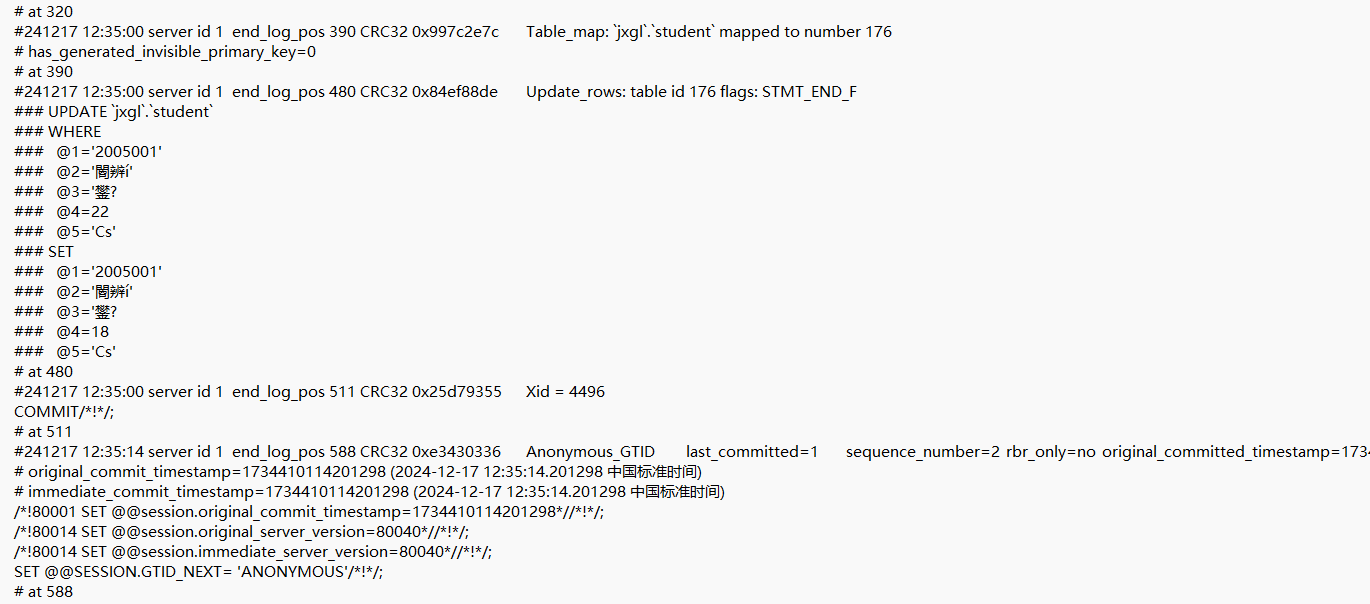 # at 320
#241217 12:35:00 server id 1  end_log_pos 390 CRC32 0x997c2e7c      Table_map: `jxgl`.`student` mapped to number 176
# has_generated_invisible_primary_key=0
# at 390
#241217 12:35:00 server id 1  end_log_pos 480 CRC32 0x84ef88de      Update_rows: table id 176 flags: STMT_END_F
### UPDATE `jxgl`.`student`
### WHERE
###   @1='2005001'
###   @2='閽辨í'
###   @3='鐢?
###   @4=22
###   @5='Cs'
### SET
###   @1='2005001'
###   @2='閽辨í'
###   @3='鐢?
###   @4=18
###   @5='Cs'
# at 480
#241217 12:35:00 server id 1  end_log_pos 511 CRC32 0x25d79355      Xid = 4496
COMMIT/*!*/;
# at 511
#241217 12:35:14 server id 1  end_log_pos 588 CRC32 0xe3430336      Anonymous_GTID       last_committed=1      sequence_number=2 rbr_only=no original_committed_timestamp=1734
# original_commit_timestamp=1734410114201298 (2024-12-17 12:35:14.201298 中国标准时间)
# immediate_commit_timestamp=1734410114201298 (2024-12-17 12:35:14.201298 中国标准时间)
/*!80001 SET @@session.original_commit_timestamp=1734410114201298*//*!*/;
/*!80014 SET @@session.original_server_version=80040*//*!*/;
/*!80014 SET @@session.immediate_server_version=80040*//*!*/;
SET @@SESSION.GTID_NEXT= 'ANONYMOUS'/*!*/;
# at 588